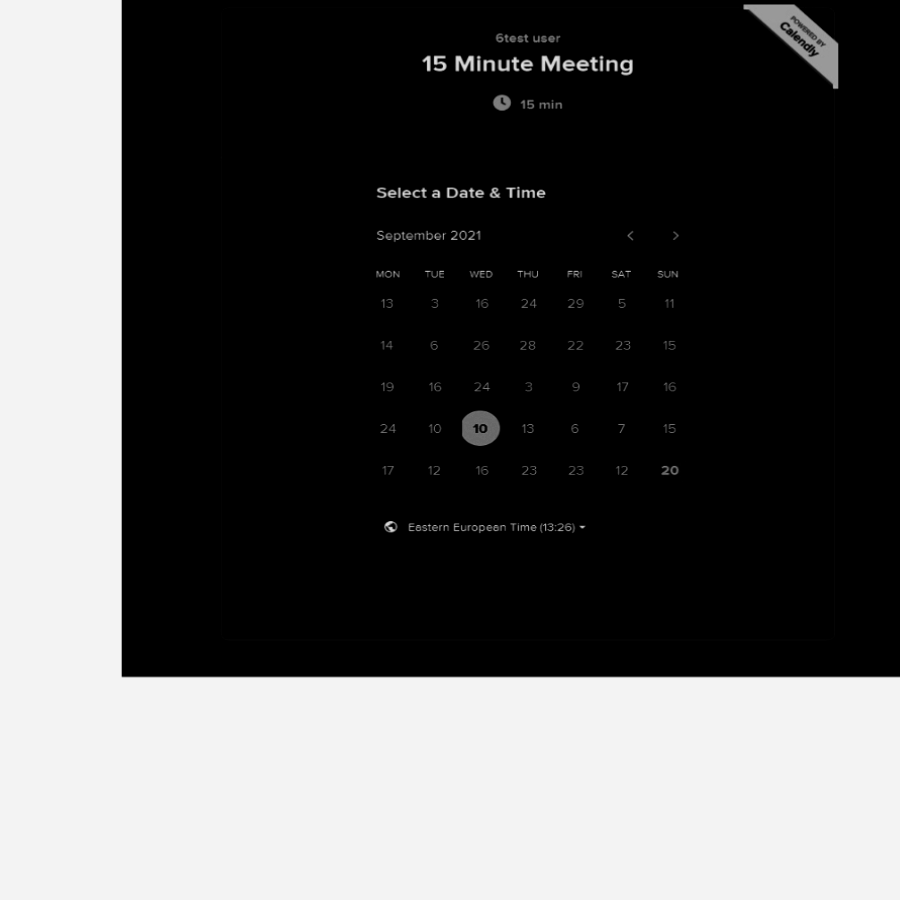 POWERED BY
Calendly
6test user
15 Minute Meeting
15 min
Select a Date & Time
September 2021
MON TUE WED THU FRI SAT SUN
13 3 16 24 29 5 11
14 6 26 28 22 23 15
19 16 24 3 9 17 16
24 10 10 13 6 7 15
17 12 16 23 23 12 20
Eastern European Time (13:26)